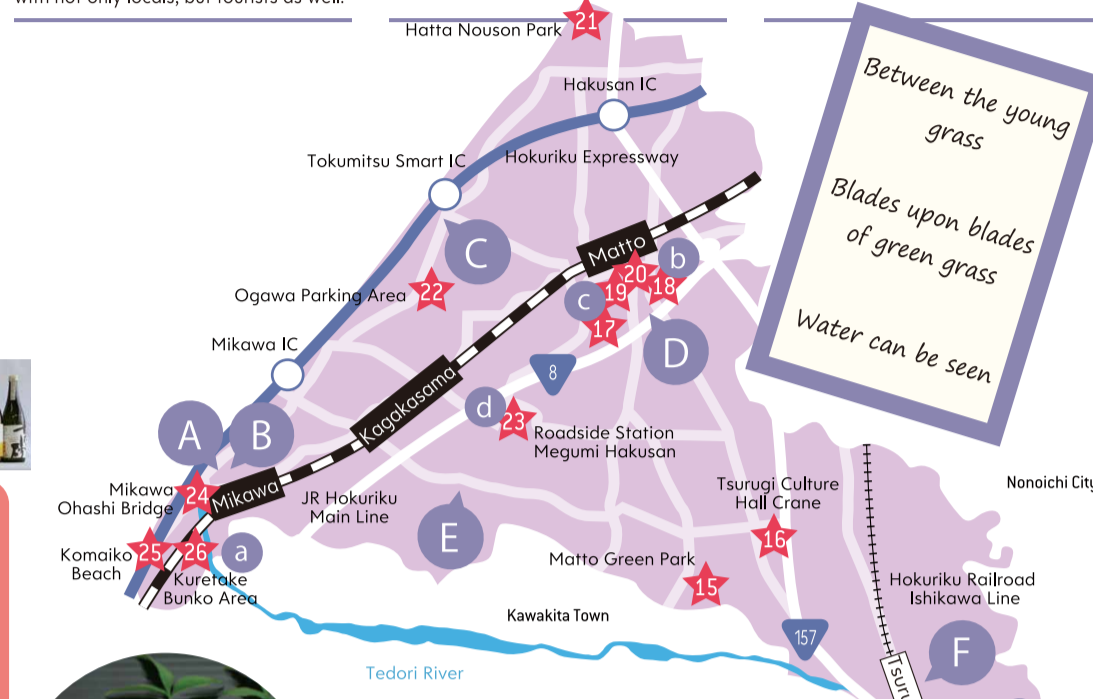 with not only locals, but tourists as well.
Hatta Nouson Park
21
Hakusan IC
Tokumitsu Smart IC
Hokuriku Expressway
Between the young
grass
Blades upon blades
of green grass
Water can be seen
C
Matto
b
20
18
19
c
17
Ogawa Parking Area
22
D
Mikawa IC
8
Kagakasama
d
23
Roadside Station
Megumi Hakusan
A
B
Mikawa
Ohashi Bridge
24
Mikawa
JR Hokuriku
Main Line
E
Tsurugi Culture
Hall Crane
16
Nonoichi City
Komaiko
Beach
25
26
a
Kuretake
Bunko Area
Matto Green Park
15
Hokuriku Railroad
Ishikawa Line
Kawakita Town
157
F
Tedori River